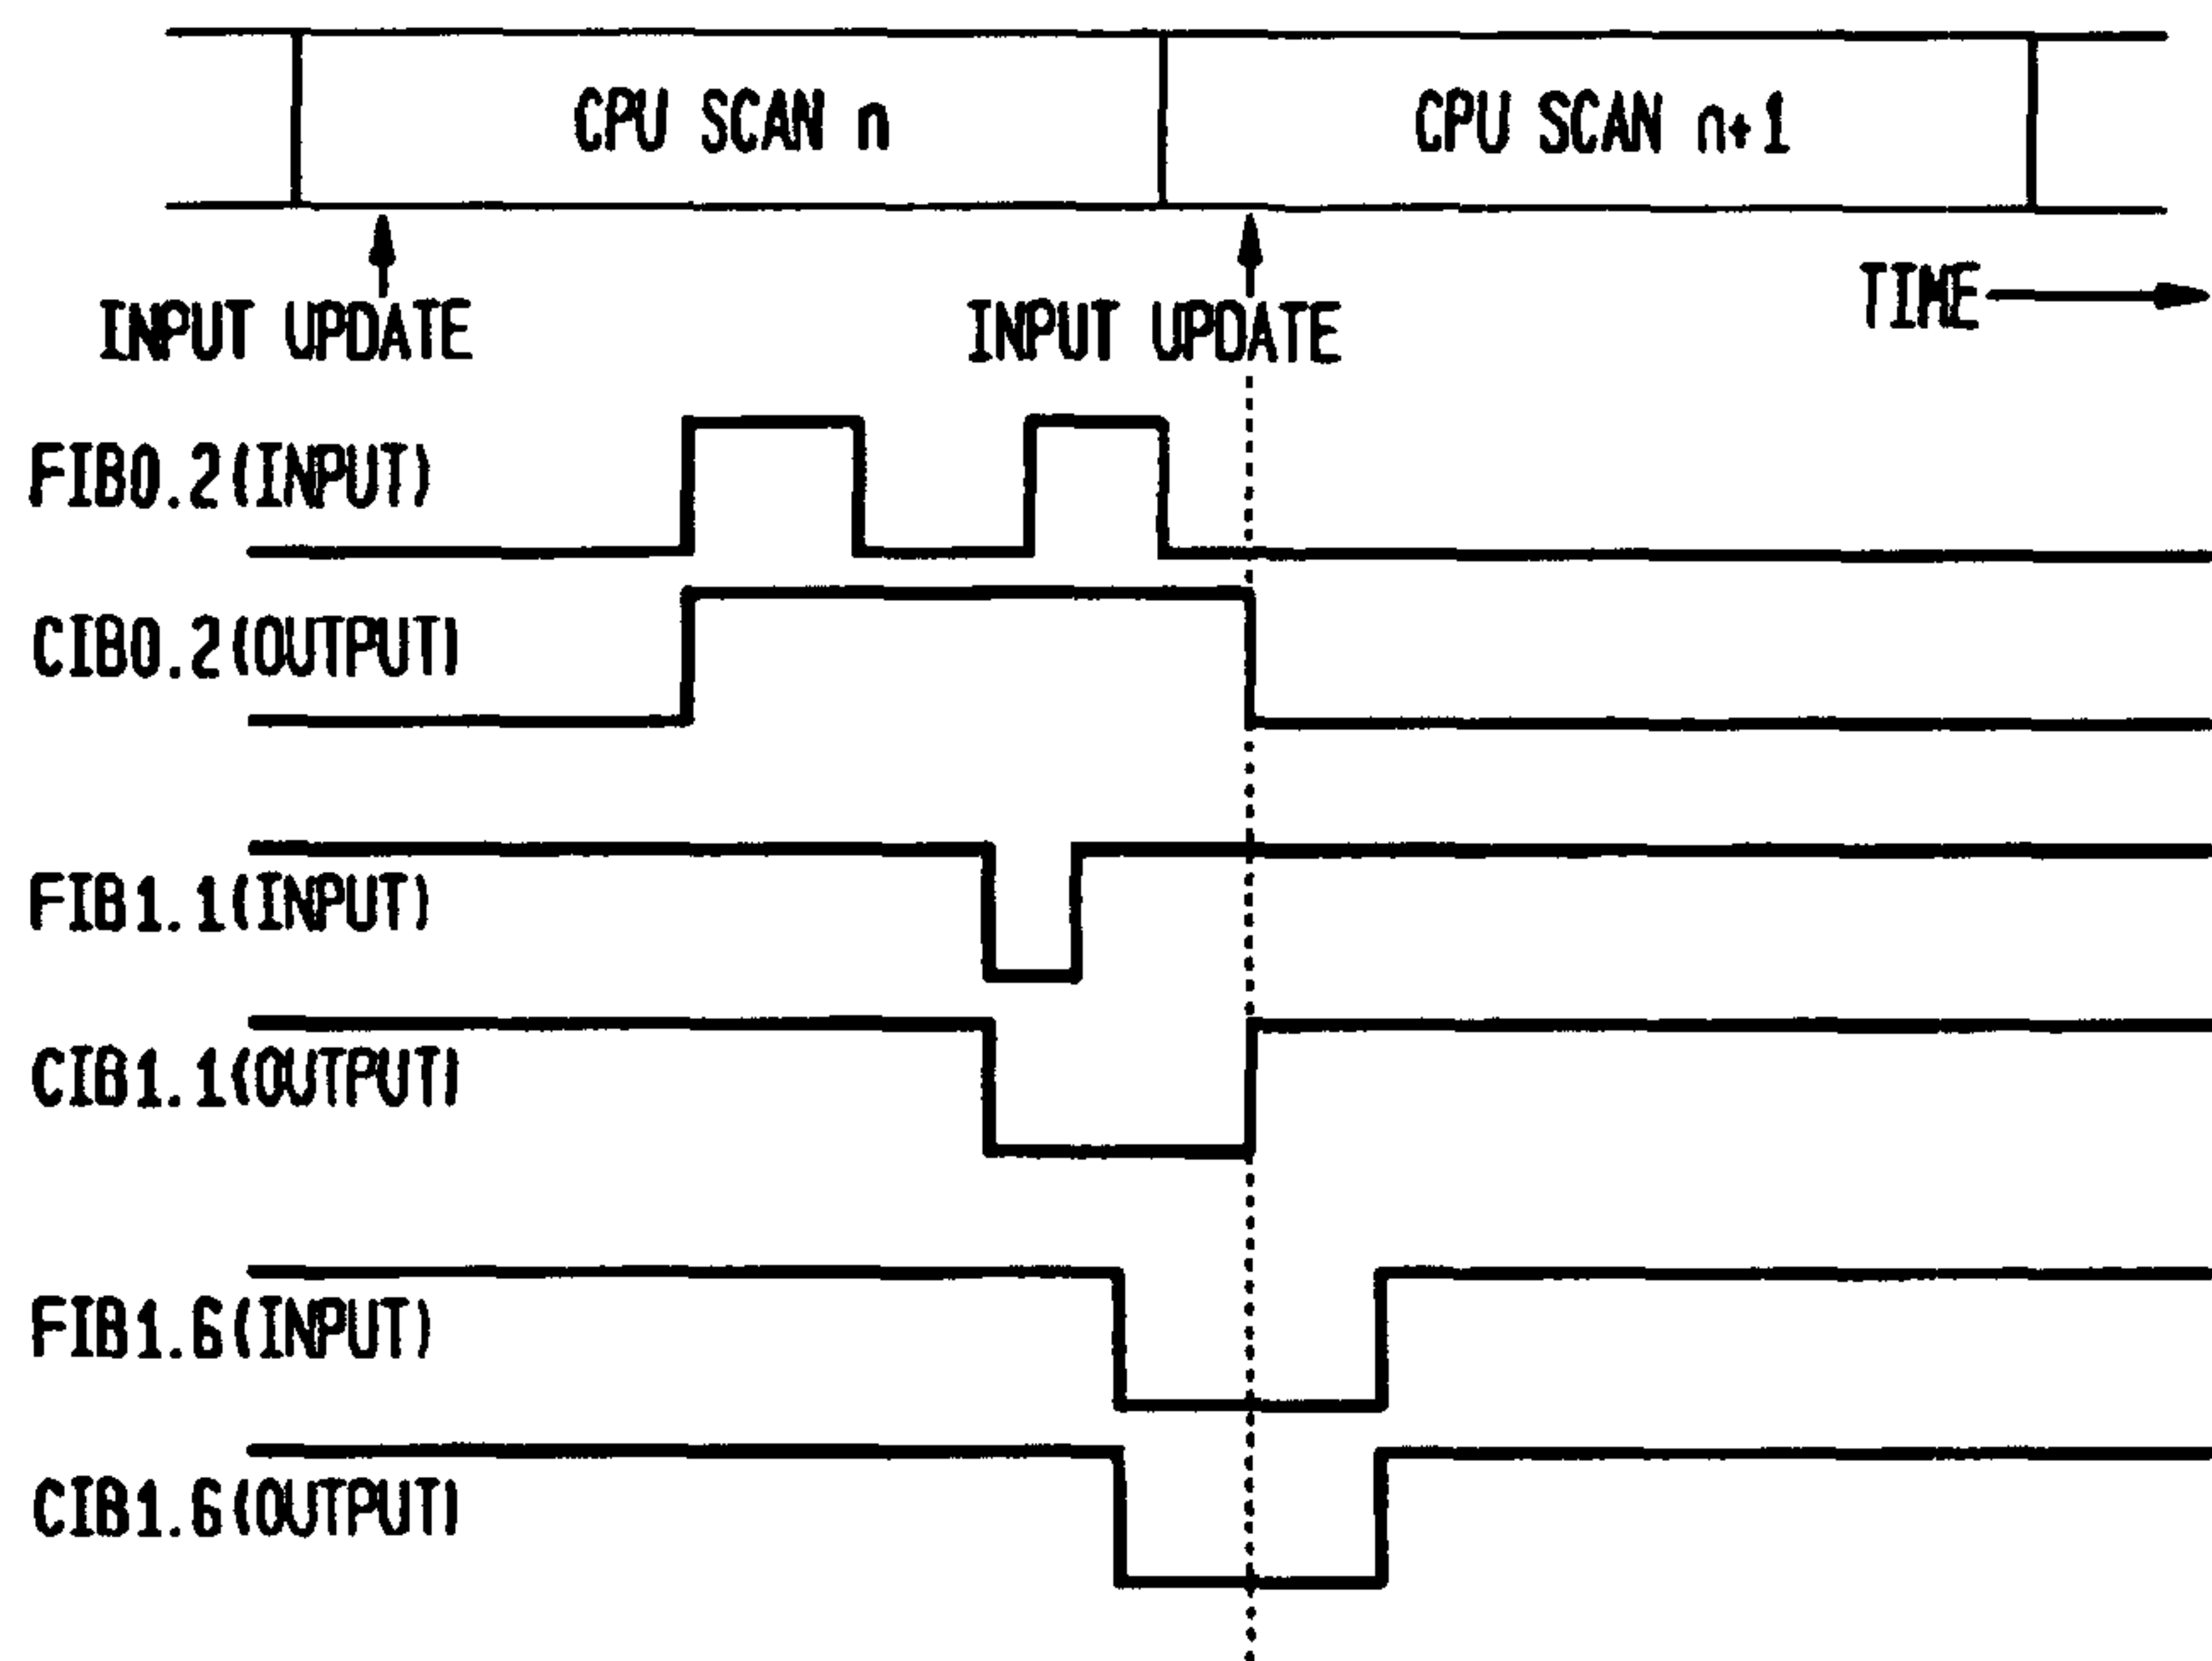 CPU SCAN n
CPU SCAN n+1
INPUT UPDATE
INPUT UPDATE
TIME
FIB0.2(INPUT)
CIB0.2(OUTPUT)
FIB1.1(INPUT)
CIB1.1(OUTPUT)
FIB1.6(INPUT)
CIB1.6(OUTPUT)